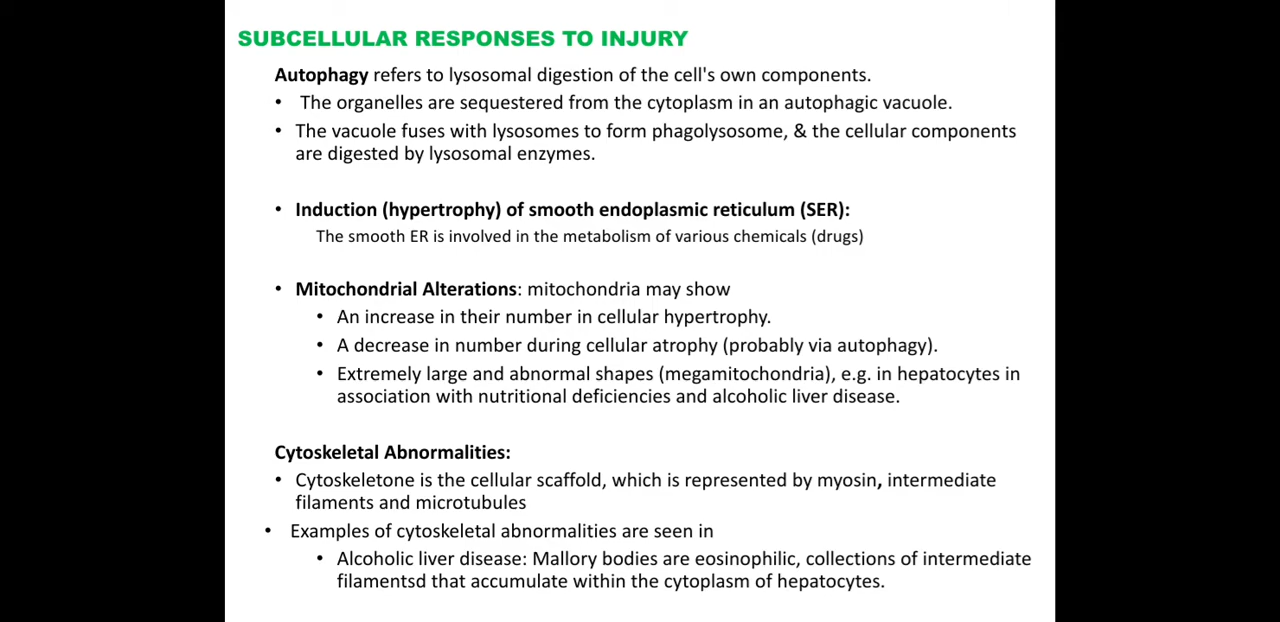 SUBCELLULAR RESPONSES TO INJURY
Autophagy refers to lysosomal digestion of the cell's own components.
• The organelles are sequestered from the cytoplasm in an autophagic vacuole.
• The vacuole fuses with lysosomes to form phagolysosome, & the cellular components
are digested by lysosomal enzymes.
• Induction (hypertrophy) of smooth endoplasmic reticulum (SER):
The smooth ER is involved in the metabolism of various chemicals (drugs)
• Mitochondrial Alterations: mitochondria may show
• An increase in their number in cellular hypertrophy.
• A decrease in number during cellular atrophy (probably via autophagy).
• Extremely large and abnormal shapes (megamitochondria), e.g. in hepatocytes in
association with nutritional deficiencies and alcoholic liver disease.
Cytoskeletal Abnormalities:
• Cytoskeletone is the cellular scaffold, which is represented by myosin, intermediate
filaments and microtubules
• Examples of cytoskeletal abnormalities are seen in
• Alcoholic liver disease: Mallory bodies are eosinophilic, collections of intermediate
filamentsd that accumulate within the cytoplasm of hepatocytes.